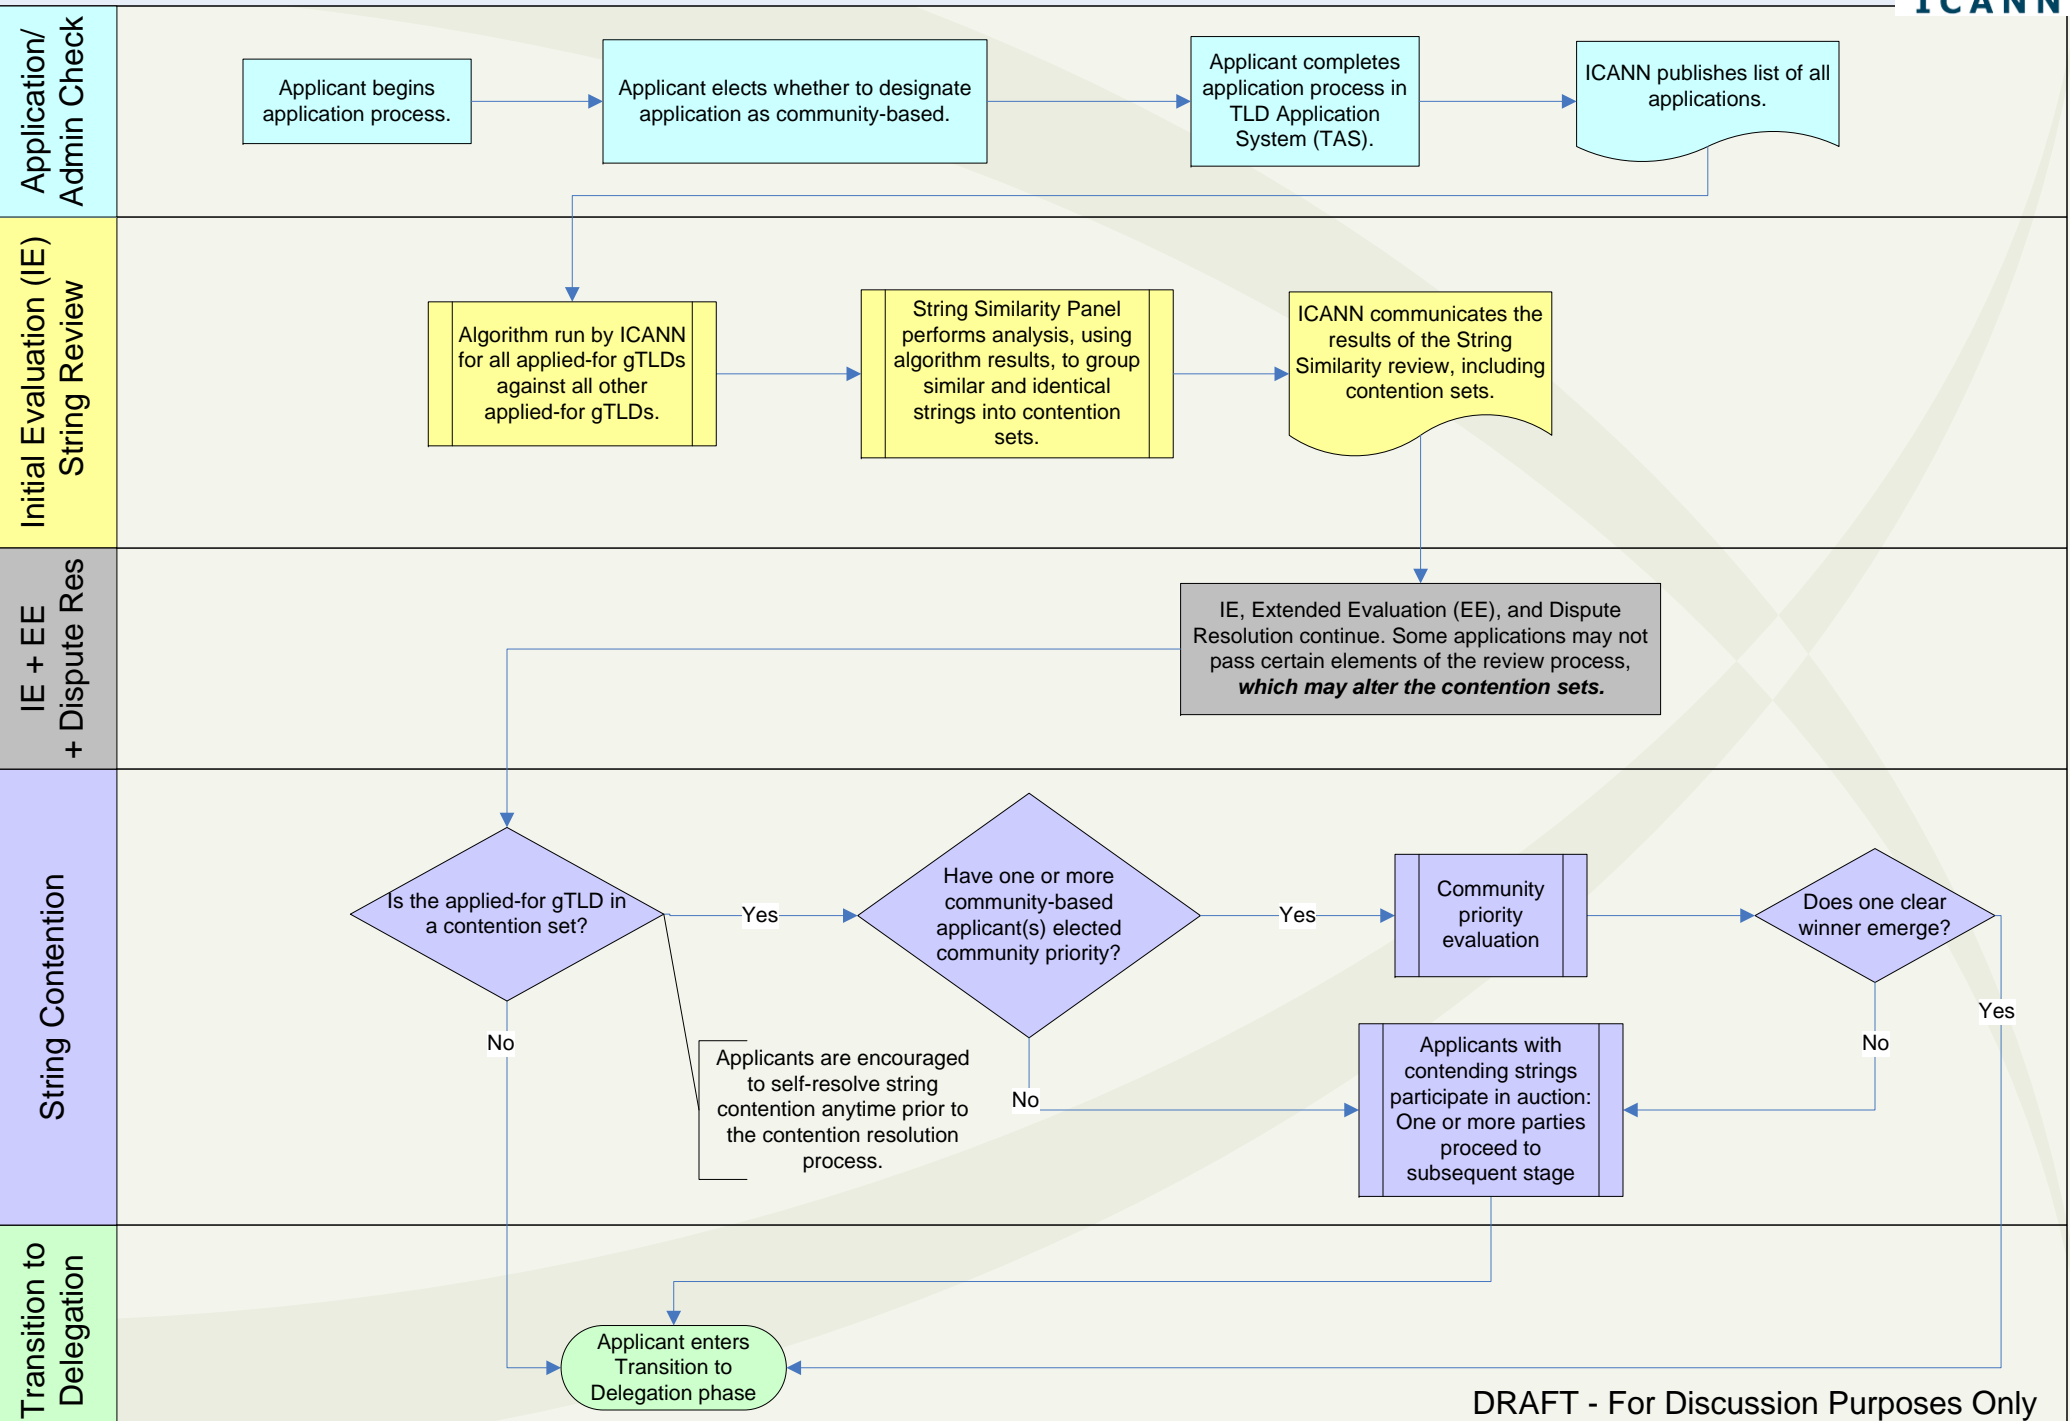 ICANN
Application/
Admin Check
Applicant begins
application process.
Applicant elects whether to designate
application as community-based.
Applicant completes
application process in
TLD Application
System (TAS).
ICANN publishes list of all
applications.
Initial Evaluation (IE)
String Review
Algorithm run by ICANN
for all applied-for gTLDs
against all other
applied-for gTLDs.
String Similarity Panel
performs analysis, using
algorithm results, to group
similar and identical
strings into contention
sets.
ICANN communicates the
results of the String
Similarity review, including
contention sets.
IE + EE
+ Dispute Res
IE, Extended Evaluation (EE), and Dispute
Resolution continue. Some applications may not
pass certain elements of the review process,
which may alter the contention sets.
String Contention
Is the applied-for gTLD in
a contention set?
Yes
No
Have one or more
community-based
applicant(s) elected
community priority?
Yes
No
Community
priority
evaluation
Does one clear
winner emerge?
Yes
No
Applicants are encouraged
to self-resolve string
contention anytime prior to
the contention resolution
process.
Applicants with
contending strings
participate in auction:
One or more parties
proceed to
subsequent stage
Transition to
Delegation
Applicant enters
Transition to
Delegation phase
DRAFT - For Discussion Purposes Only